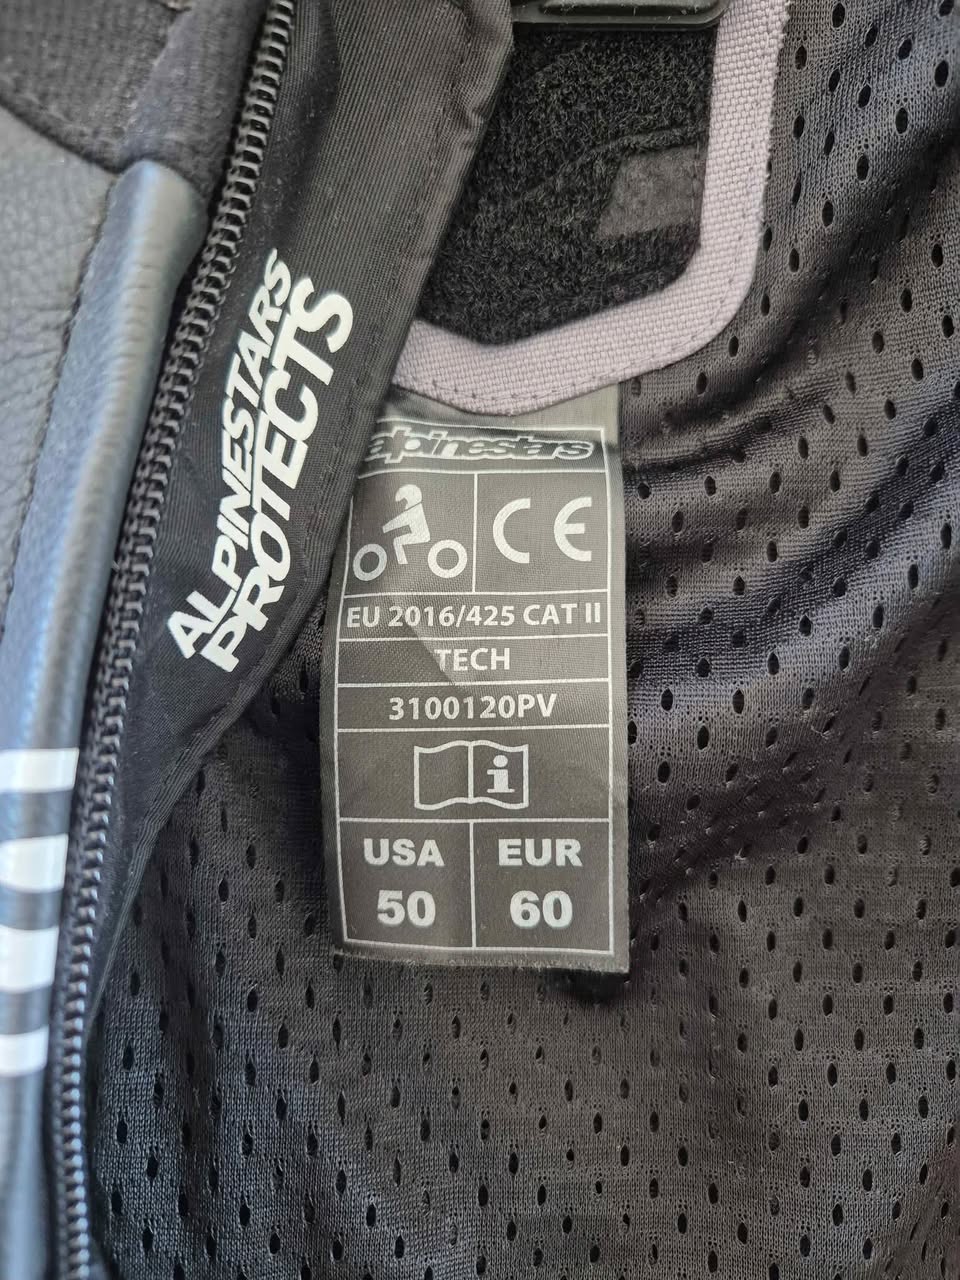 ALPINESTARS
PROTECTS
alpinestars
CE
EU 2016/425 CAT II
TECH
3100120PV
i
USA EUR
50 60